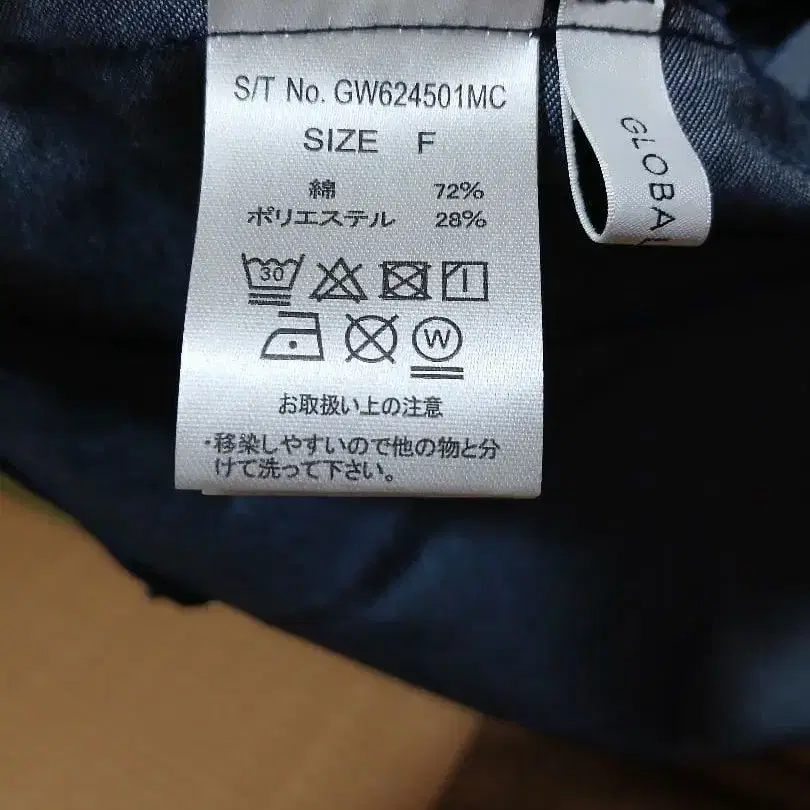 S/T No. GW624501MC
SIZE F
綿 72%
ポリエステル 28%
30
W
お取扱い上の注意
・移染しやすいので他の物と分
けて洗って下さい。
GLOBAL